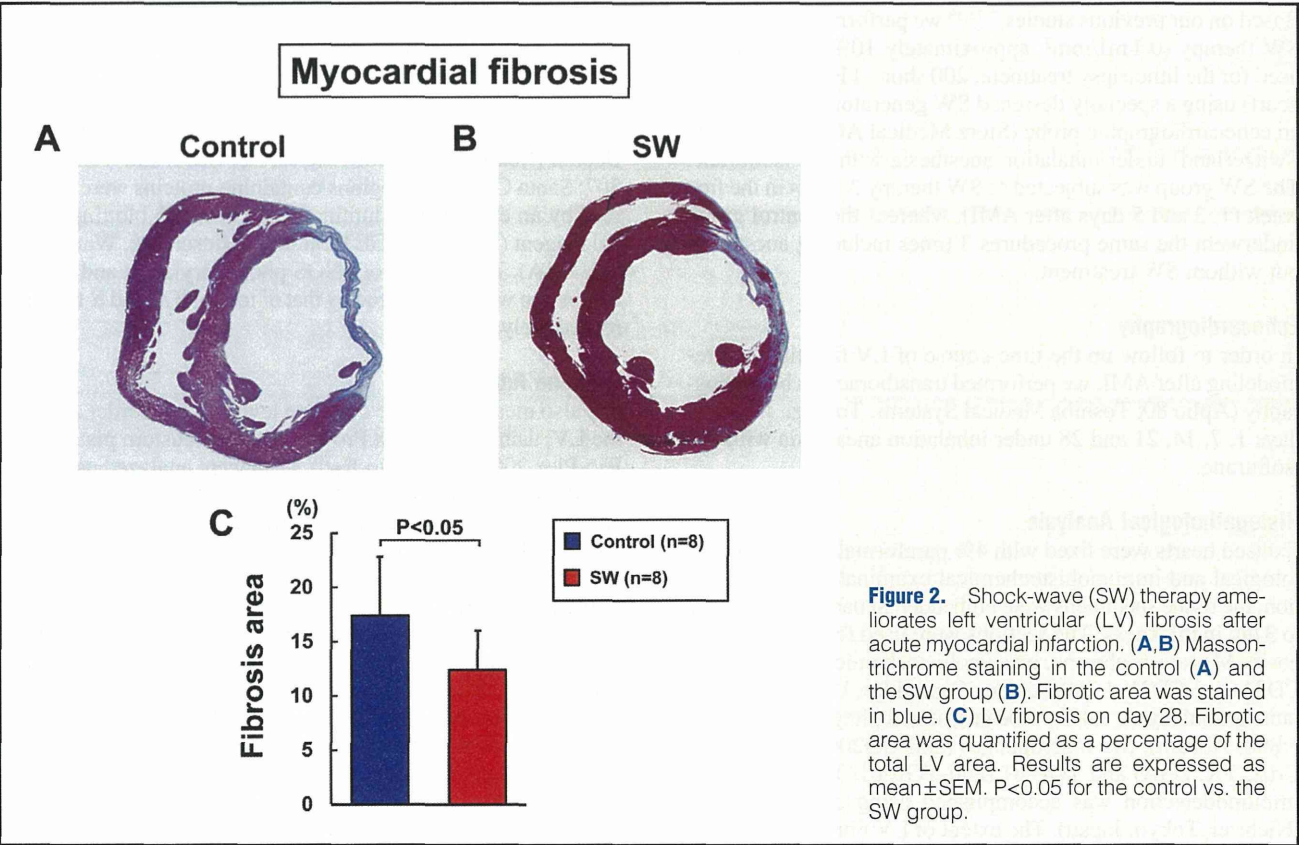 Myocardial fibrosis
A
Control
B
SW
C
(%)
25
20
15
10
5
0
Fibrosis area
P<0.05
Control (n=8)
SW (n=8)
Figure 2. Shock-wave (SW) therapy ame-
liorates left ventricular (LV) fibrosis after
acute myocardial infarction. (A,B) Masson-
trichrome staining in the control (A) and
the SW group (B). Fibrotic area was stained
in blue. (C) LV fibrosis on day 28. Fibrotic
area was quantified as a percentage of the
total LV area. Results are expressed as
mean±SEM. P<0.05 for the control vs. the
SW group.